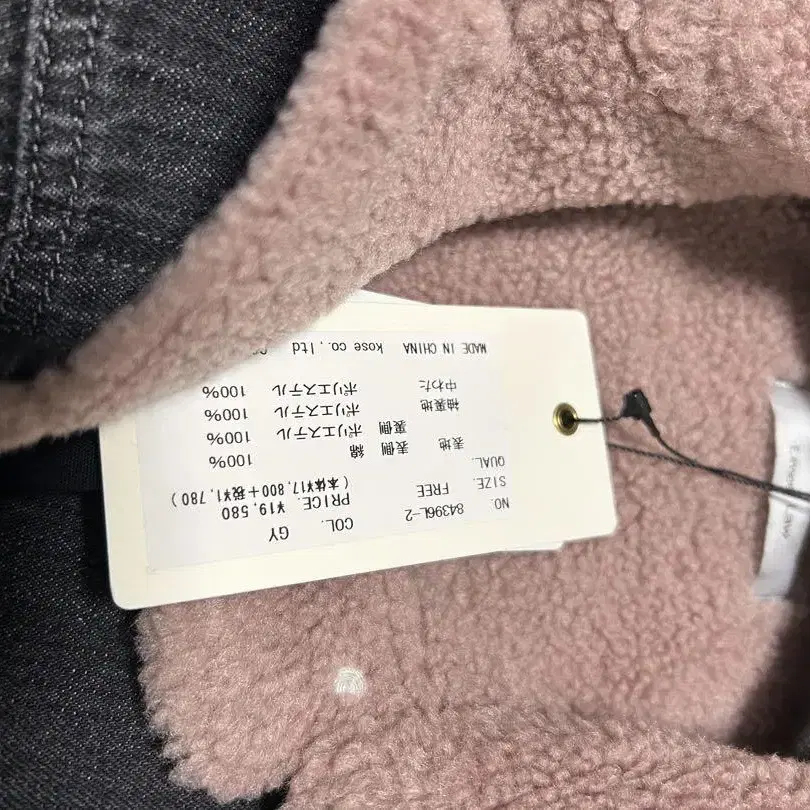 NO. 84396L-2 COL. GY
SIZE. FREE PRICE. ¥19,580
QUAL. (本体¥17,800+税¥1,780)
表地 表側 綿 100%
裏側 ポリエステル 100%
袖裏地 ポリエステル 100%
中わた ポリエステル 100%
MADE IN CHINA kose co.,ltd